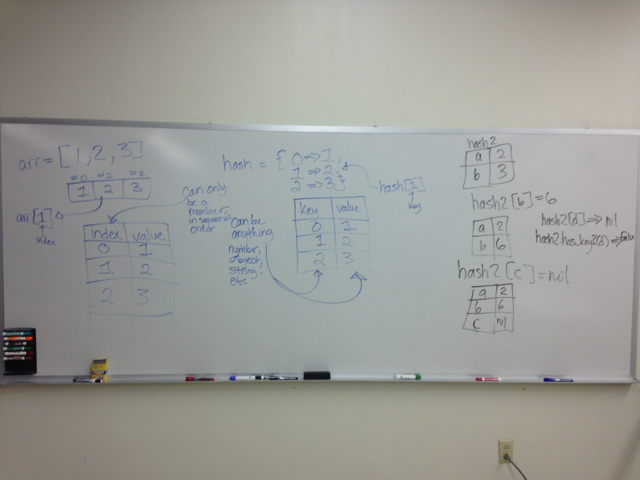 arr = [1,2,3]
#0 #1 #2
1 2 3
arr[1]
index
can only
be a
number,
in
order
index value
0 1
1 2
2 3
hash = { 0=>1,
1=>2,
2=>3}
hash[1]
key
key value
0 1
1 2
2 3
can be
anything
number,
object,
string,
etc
hash2
a 2
b 3
hash2[b]=6
a 2
b 6
hash2[d] => nil
hash2.has_key?(d) => false
hash2[c]=nil
a 2
b 6
c nil